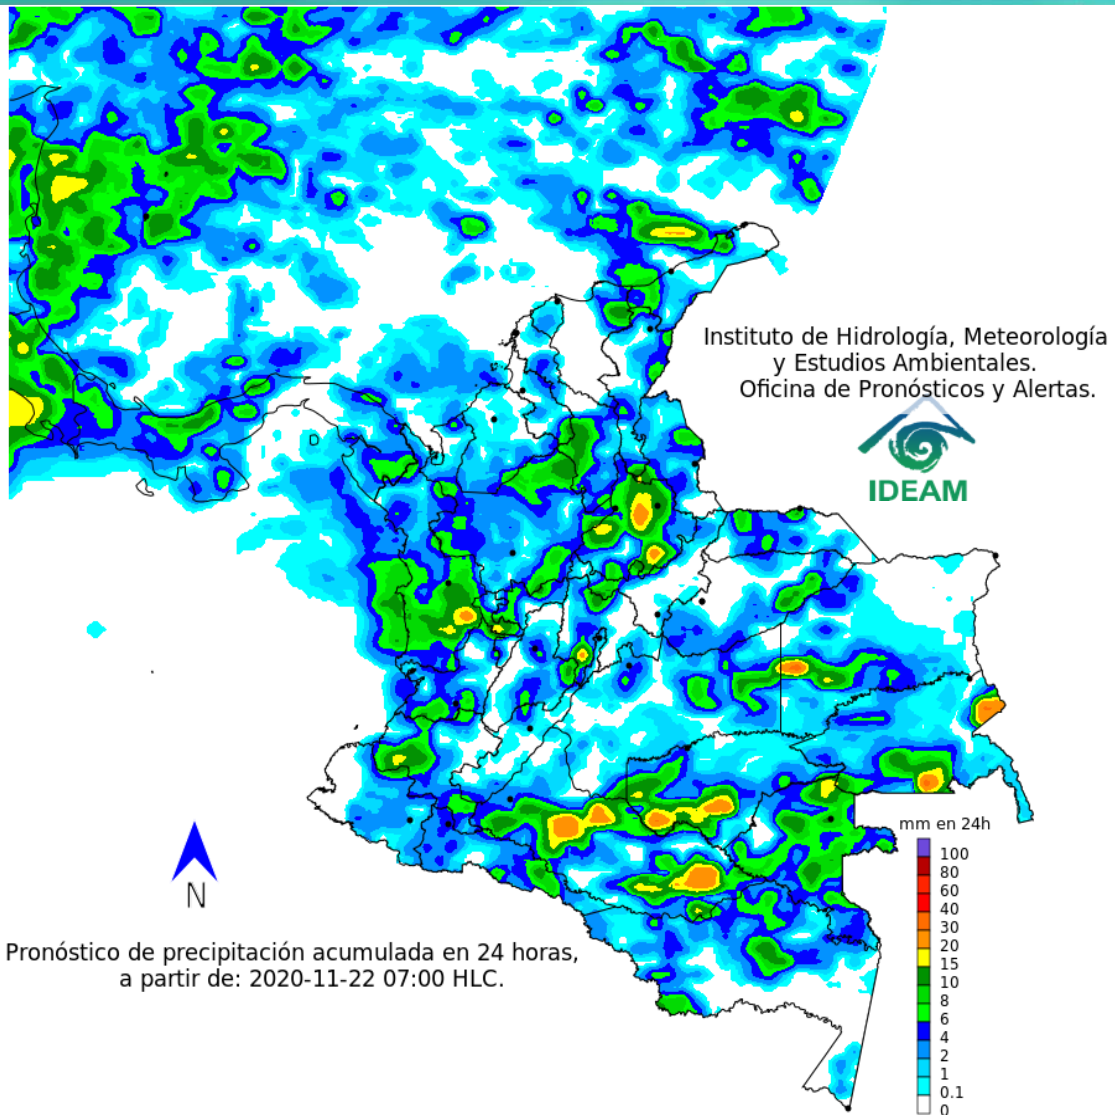 Instituto de Hidrología, Meteorología
y Estudios Ambientales.
Oficina de Pronósticos y Alertas.
IDEAM
mm en 24h
100
80
60
40
30
20
15
10
8
6
4
2
1
0.1
0
N
Pronóstico de precipitación acumulada en 24 horas,
a partir de: 2020-11-22 07:00 HLC.